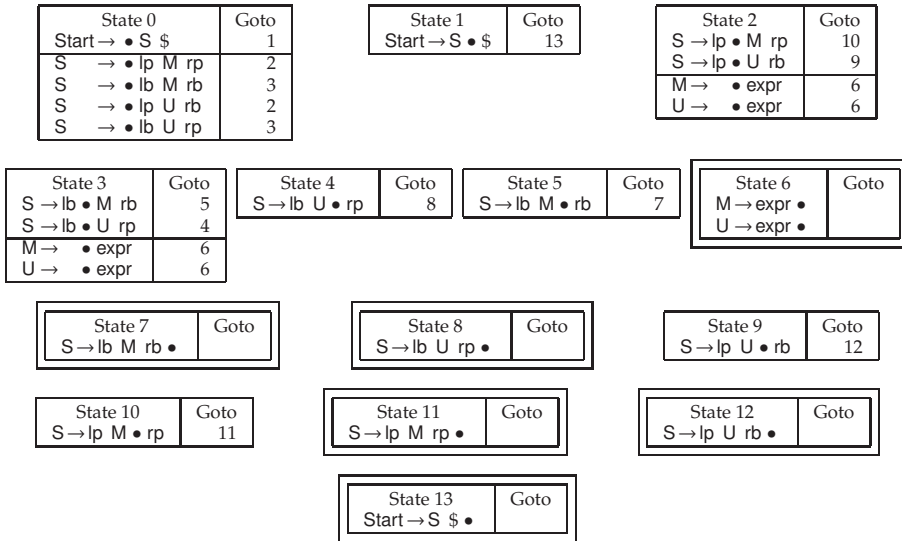 State 0 Goto
Start → • S $ 1
S → • lp M rp 2
S → • lb M rb 3
S → • lp U rb 2
S → • lb U rp 3
State 1 Goto
Start → S • $ 13
State 2 Goto
S → lp • M rp 10
S → lp • U rb 9
M → • expr 6
U → • expr 6
State 3 Goto
S → lb • M rb 5
S → lb • U rp 4
M → • expr 6
U → • expr 6
State 4 Goto
S → lb U • rp 8
State 5 Goto
S → lb M • rb 7
State 6 Goto
M → expr •
U → expr •
State 7 Goto
S → lb M rb •
State 8 Goto
S → lb U rp •
State 9 Goto
S → lp U • rb 12
State 10 Goto
S → lp M • rp 11
State 11 Goto
S → lp M rp •
State 12 Goto
S → lp U rb •
State 13 Goto
Start → S $ •